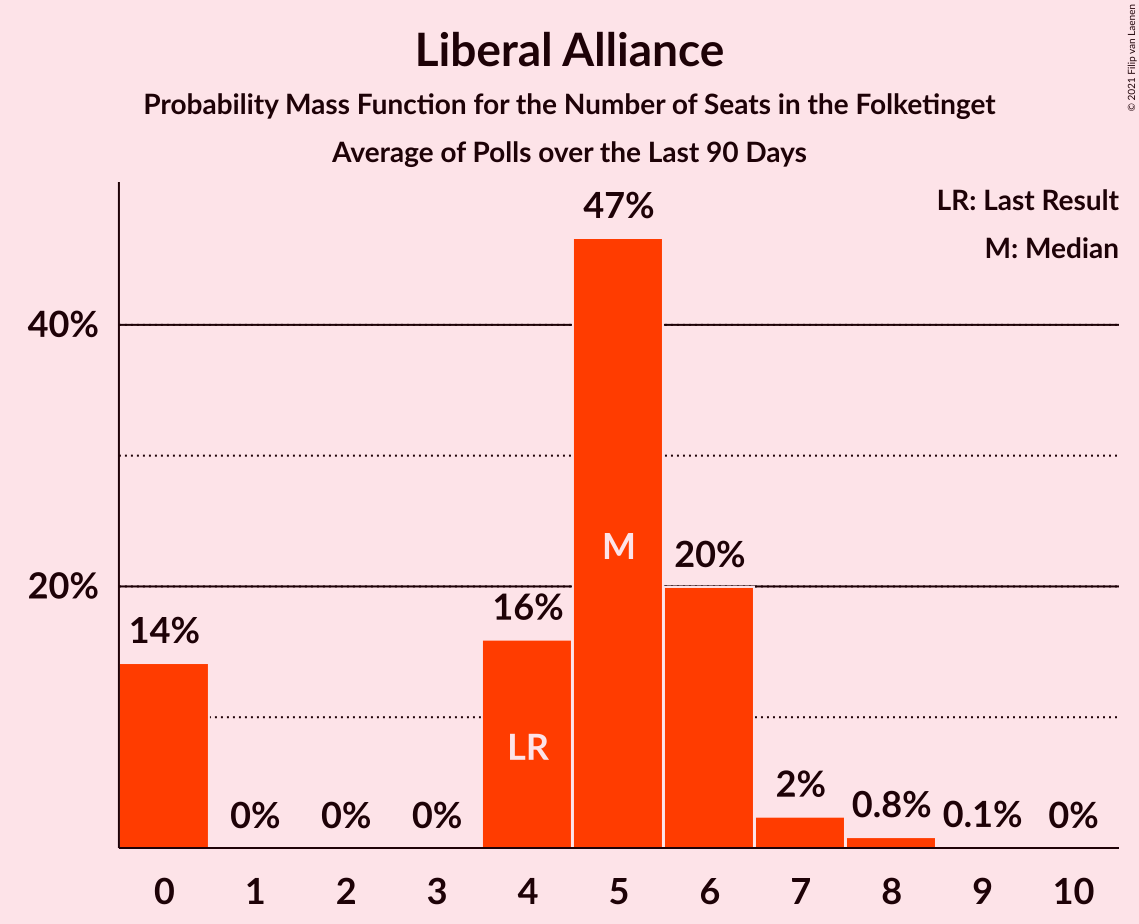 Liberal Alliance
Probability Mass Function for the Number of Seats in the Folketinget
Average of Polls over the Last 90 Days
© 2021 Filip van Laenen
LR: Last Result
M: Median
40%
20%
14%
0%
0%
0%
16%
47%
20%
2%
0.8%
0.1%
0%
LR
M
0 1 2 3 4 5 6 7 8 9 10